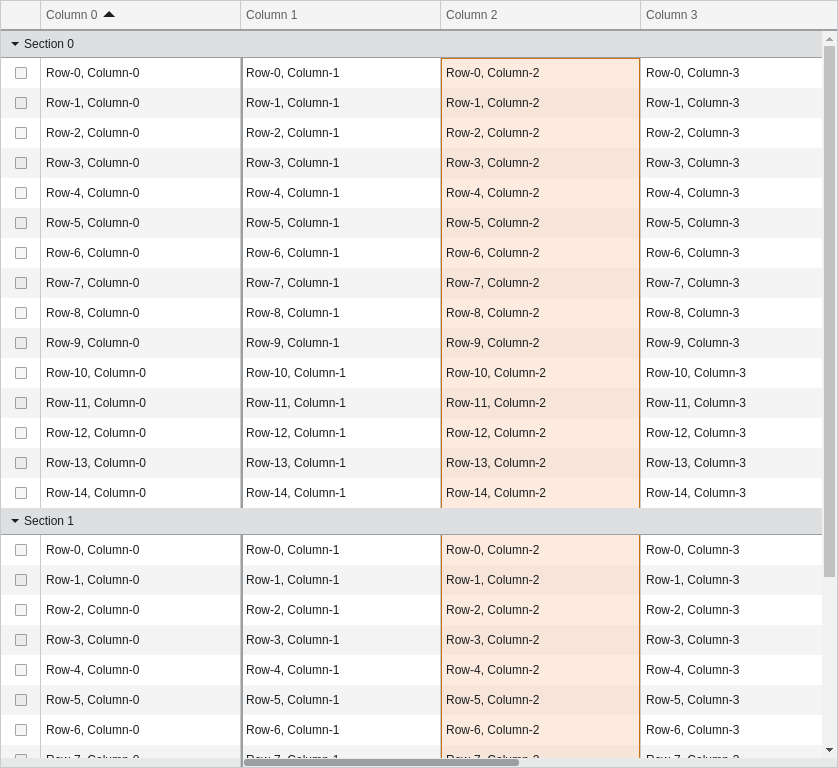 Column 0 Column 1 Column 2 Column 3
Section 0
Row-0, Column-0 Row-0, Column-1 Row-0, Column-2 Row-0, Column-3
Row-1, Column-0 Row-1, Column-1 Row-1, Column-2 Row-1, Column-3
Row-2, Column-0 Row-2, Column-1 Row-2, Column-2 Row-2, Column-3
Row-3, Column-0 Row-3, Column-1 Row-3, Column-2 Row-3, Column-3
Row-4, Column-0 Row-4, Column-1 Row-4, Column-2 Row-4, Column-3
Row-5, Column-0 Row-5, Column-1 Row-5, Column-2 Row-5, Column-3
Row-6, Column-0 Row-6, Column-1 Row-6, Column-2 Row-6, Column-3
Row-7, Column-0 Row-7, Column-1 Row-7, Column-2 Row-7, Column-3
Row-8, Column-0 Row-8, Column-1 Row-8, Column-2 Row-8, Column-3
Row-9, Column-0 Row-9, Column-1 Row-9, Column-2 Row-9, Column-3
Row-10, Column-0 Row-10, Column-1 Row-10, Column-2 Row-10, Column-3
Row-11, Column-0 Row-11, Column-1 Row-11, Column-2 Row-11, Column-3
Row-12, Column-0 Row-12, Column-1 Row-12, Column-2 Row-12, Column-3
Row-13, Column-0 Row-13, Column-1 Row-13, Column-2 Row-13, Column-3
Row-14, Column-0 Row-14, Column-1 Row-14, Column-2 Row-14, Column-3
Section 1
Row-0, Column-0 Row-0, Column-1 Row-0, Column-2 Row-0, Column-3
Row-1, Column-0 Row-1, Column-1 Row-1, Column-2 Row-1, Column-3
Row-2, Column-0 Row-2, Column-1 Row-2, Column-2 Row-2, Column-3
Row-3, Column-0 Row-3, Column-1 Row-3, Column-2 Row-3, Column-3
Row-4, Column-0 Row-4, Column-1 Row-4, Column-2 Row-4, Column-3
Row-5, Column-0 Row-5, Column-1 Row-5, Column-2 Row-5, Column-3
Row-6, Column-0 Row-6, Column-1 Row-6, Column-2 Row-6, Column-3